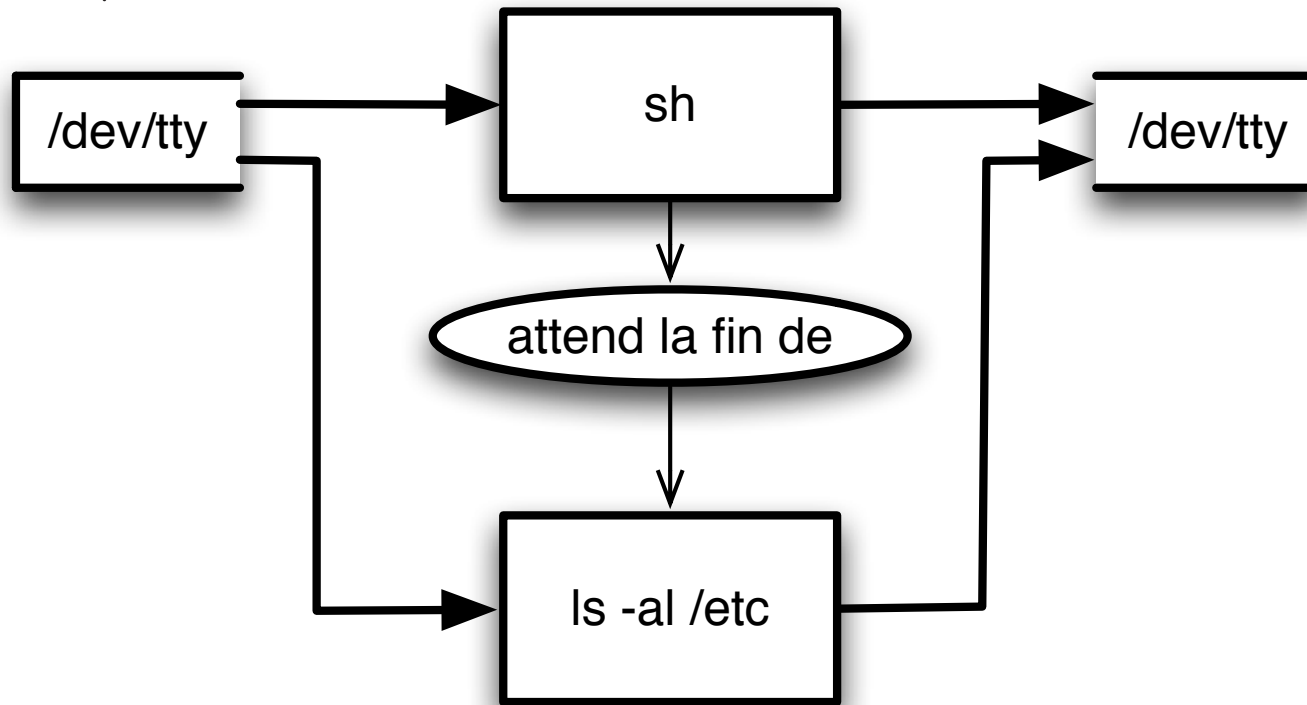 sh
/dev/tty
/dev/tty
attend la fin de
ls -al /etc